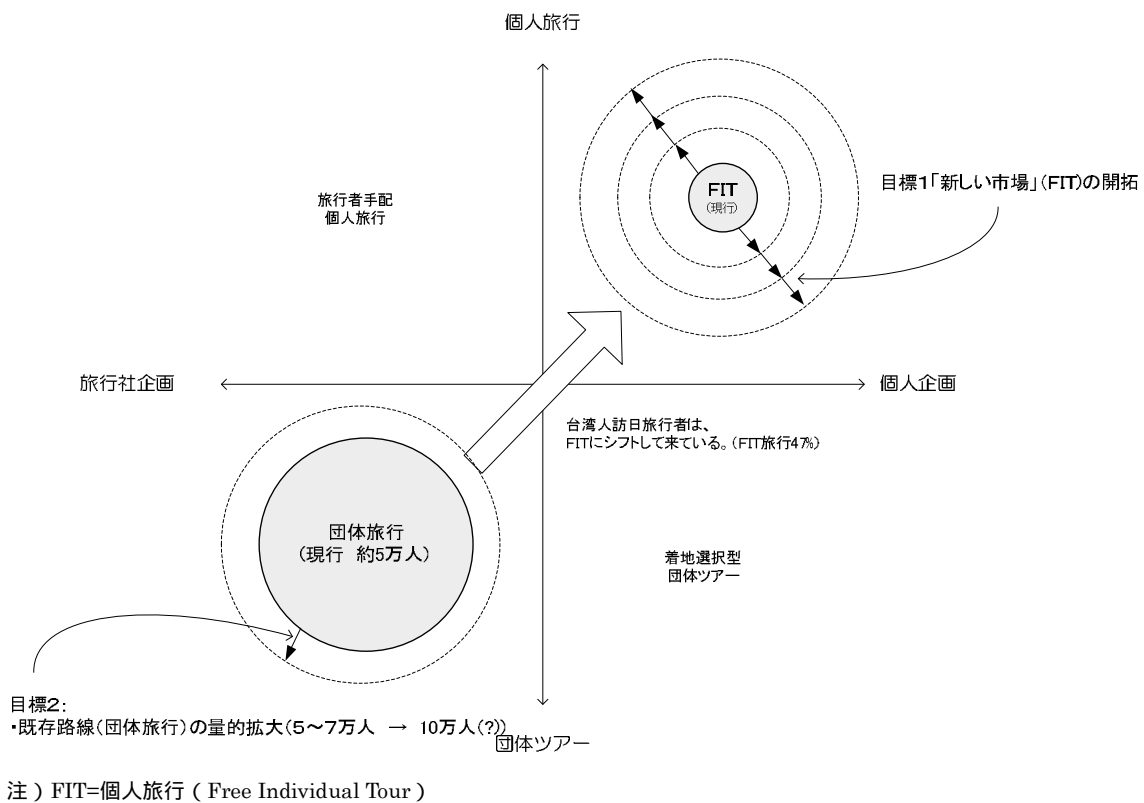 個人旅行
旅行者手配
個人旅行
FIT
(現行)
目標1「新しい市場」(FIT)の開拓
旅行社企画
個人企画
台湾人訪日旅行者は、
FITにシフトして来ている。(FIT旅行47%)
団体旅行
(現行 約5万人)
着地選択型
団体ツアー
目標2:
・既存路線(団体旅行)の量的拡大(5～7万人 → 10万人(?))
団体ツアー
注）FIT=個人旅行（Free Individual Tour）